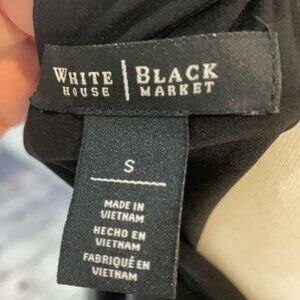 WHITE | BLACK
HOUSE | MARKET
S
MADE IN
VIETNAM
HECHO EN
VIETNAM
FABRIQUÉ EN
VIETNAM